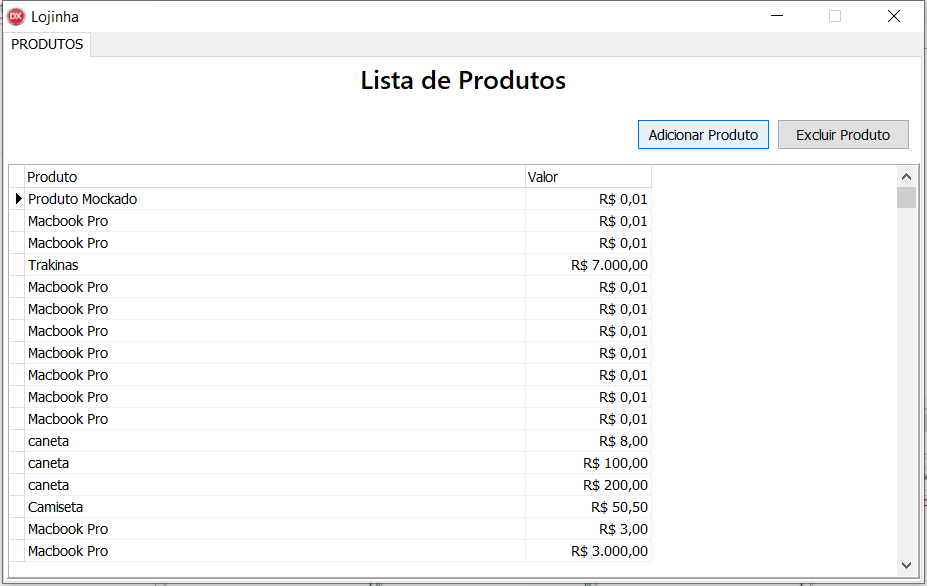 DX Lojinha
PRODUTOS
Lista de Produtos
Adicionar Produto Excluir Produto
Produto Valor
Produto Mockado R$ 0,01
Macbook Pro R$ 0,01
Macbook Pro R$ 0,01
Trakinas R$ 7.000,00
Macbook Pro R$ 0,01
Macbook Pro R$ 0,01
Macbook Pro R$ 0,01
Macbook Pro R$ 0,01
Macbook Pro R$ 0,01
Macbook Pro R$ 0,01
Macbook Pro R$ 0,01
caneta R$ 8,00
caneta R$ 100,00
caneta R$ 200,00
Camiseta R$ 50,50
Macbook Pro R$ 3,00
Macbook Pro R$ 3.000,00